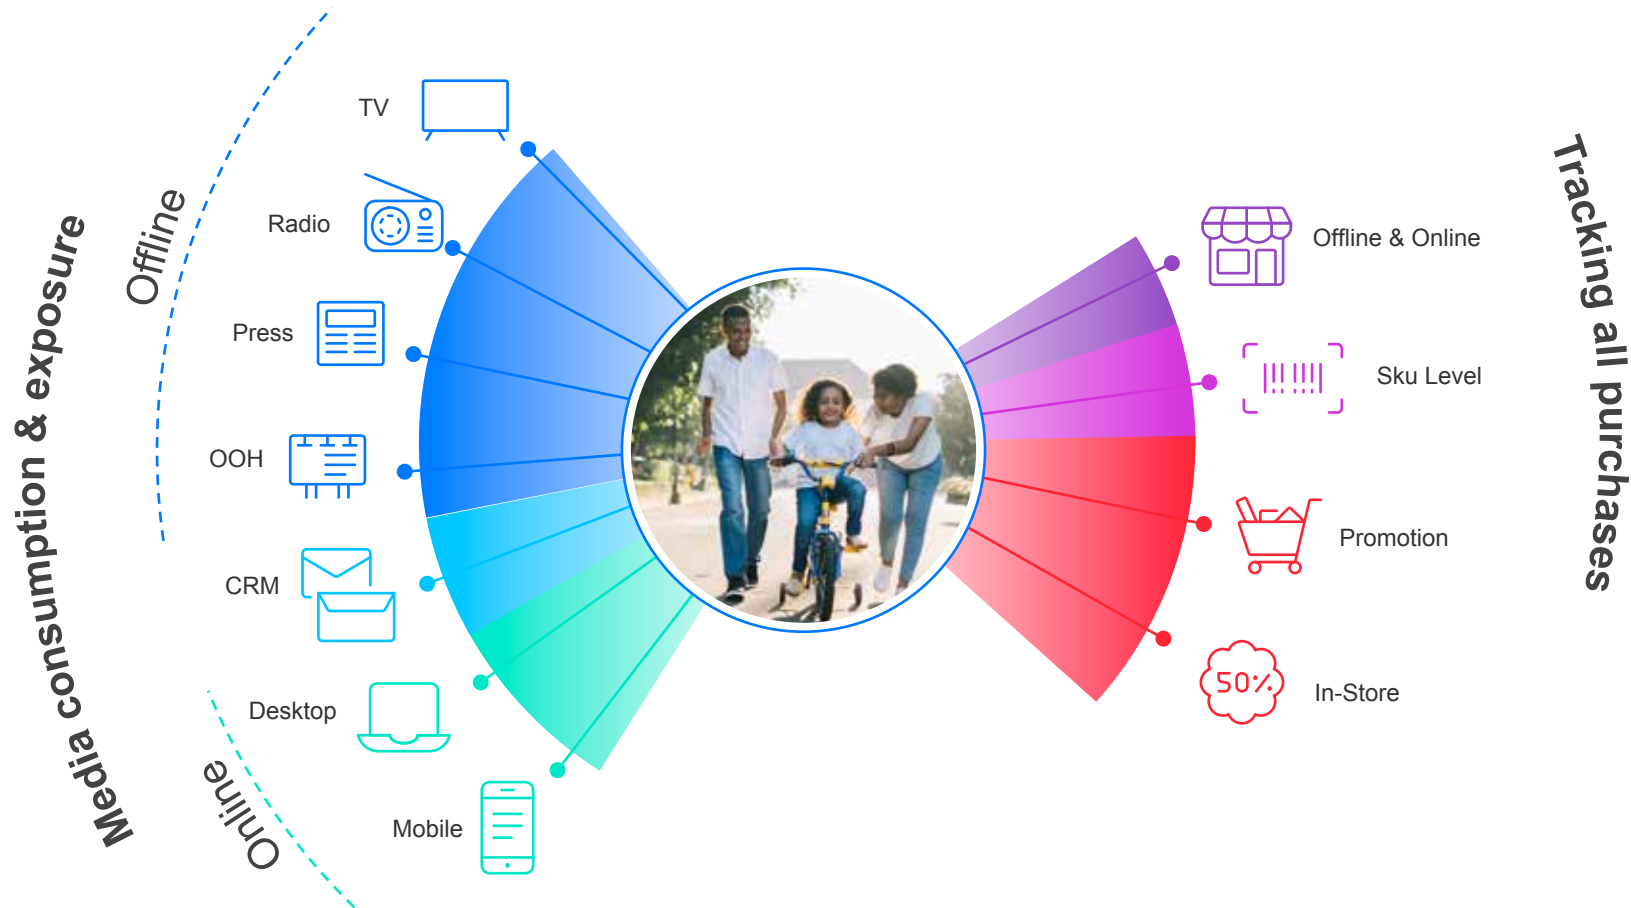 Media consumption & exposure
Offline
TV
Radio
Press
OOH
CRM
Onliine
Desktop
Mobile
Offline & Online
Sku Level
Promotion
50%
In-Store
Tracking all purchases